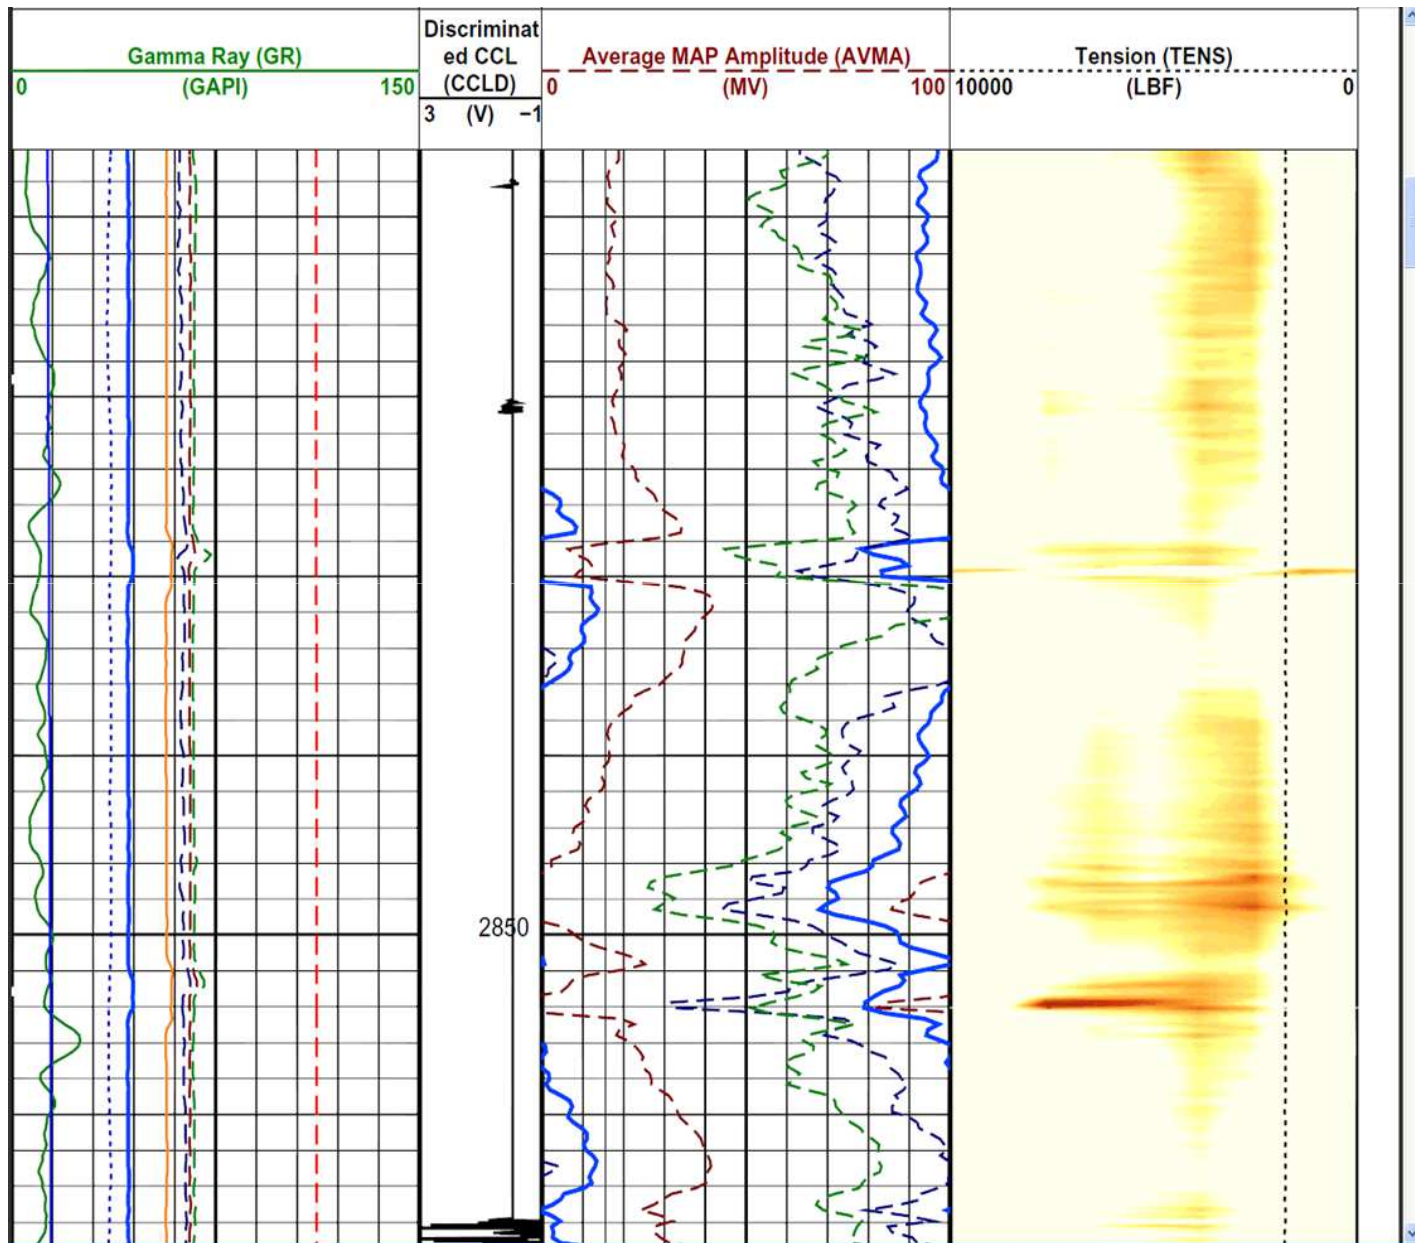 Discriminat
ed CCL
(CCLD)
3 (V) −1
Gamma Ray (GR)
0 (GAPI) 150
Average MAP Amplitude (AVMA)
0 (MV) 100
Tension (TENS)
10000 (LBF) 0
2850